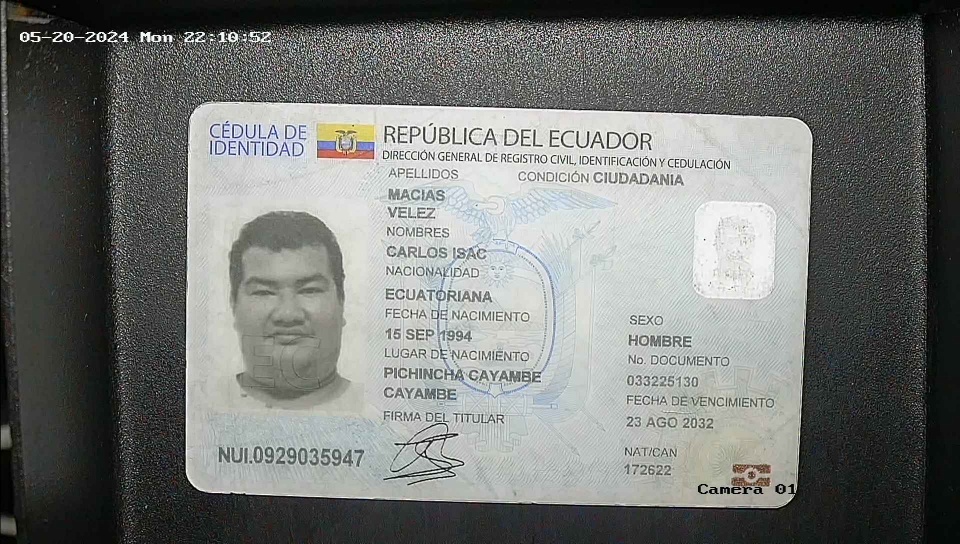 05-20-2024 Mon 22:10:52
CÉDULA DE
IDENTIDAD
REPÚBLICA DEL ECUADOR
DIRECCIÓN GENERAL DE REGISTRO CIVIL, IDENTIFICACIÓN Y CEDULACIÓN
APELLIDOS
CONDICIÓN CIUDADANIA
MACIAS
VELEZ
NOMBRES
CARLOS ISAC
NACIONALIDAD
ECUATORIANA
FECHA DE NACIMIENTO
15 SEP 1994
LUGAR DE NACIMIENTO
PICHINCHA CAYAMBE
CAYAMBE
FIRMA DEL TITULAR
SEXO
HOMBRE
No. DOCUMENTO
033225130
FECHA DE VENCIMIENTO
23 AGO 2032
NAT/CAN
172622
EC
NUI.0929035947
Camera 01